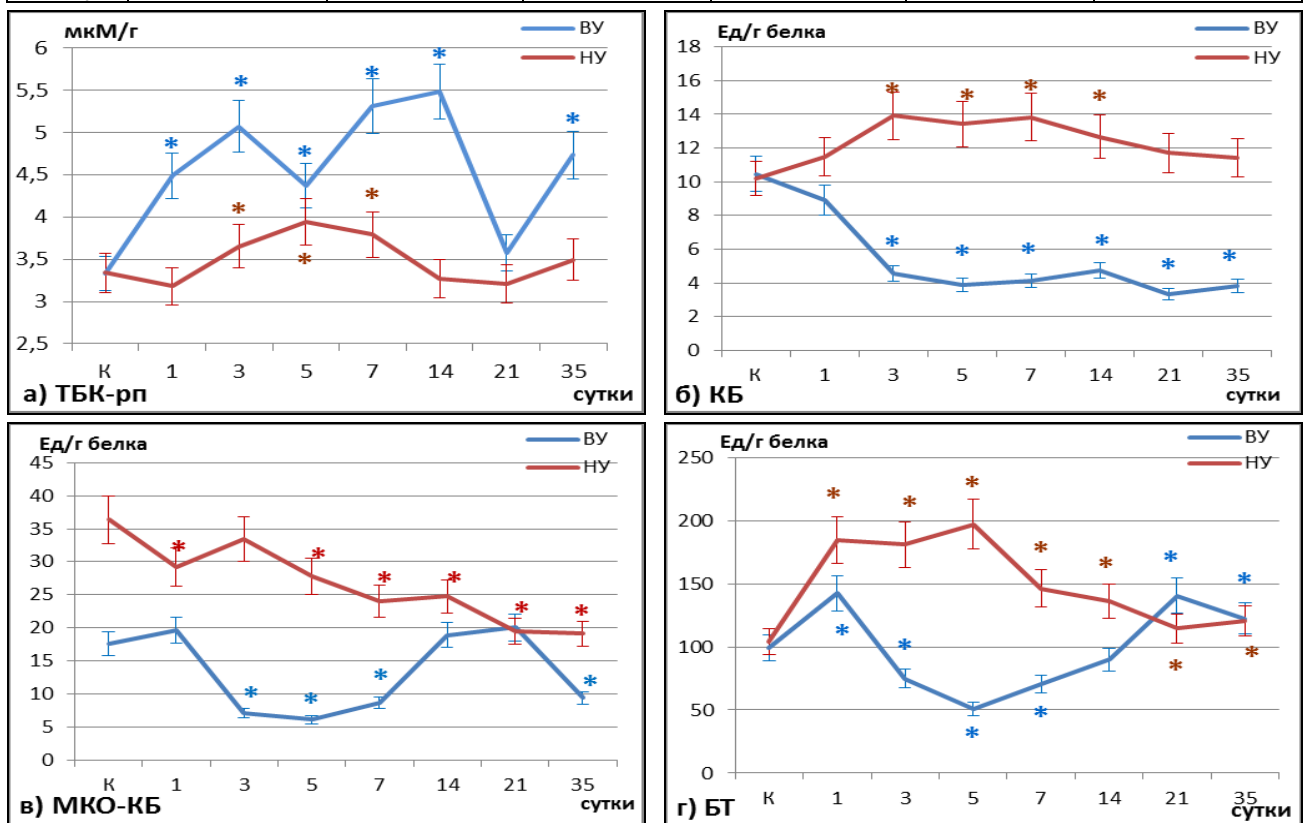 мкМ/г
ВУ
НУ
6
5,5
5
4,5
4
3,5
3
2,5
* * * * * *
* * *
К 1 3 5 7 14 21 35
сутки
а) ТБК-рп
Ед/г белка
ВУ
НУ
18
16
14
12
10
8
6
4
2
0
* * * *
* * * * * *
К 1 3 5 7 14 21 35
сутки
б) КБ
Ед/г белка
ВУ
НУ
45
40
35
30
25
20
15
10
5
0
* * * * * *
* * * *
К 1 3 5 7 14 21 35
сутки
в) МКО-КБ
Ед/г белка
ВУ
НУ
250
200
150
100
50
0
* * * * * * *
* * * * * *
К 1 3 5 7 14 21 35
сутки
г) БТ